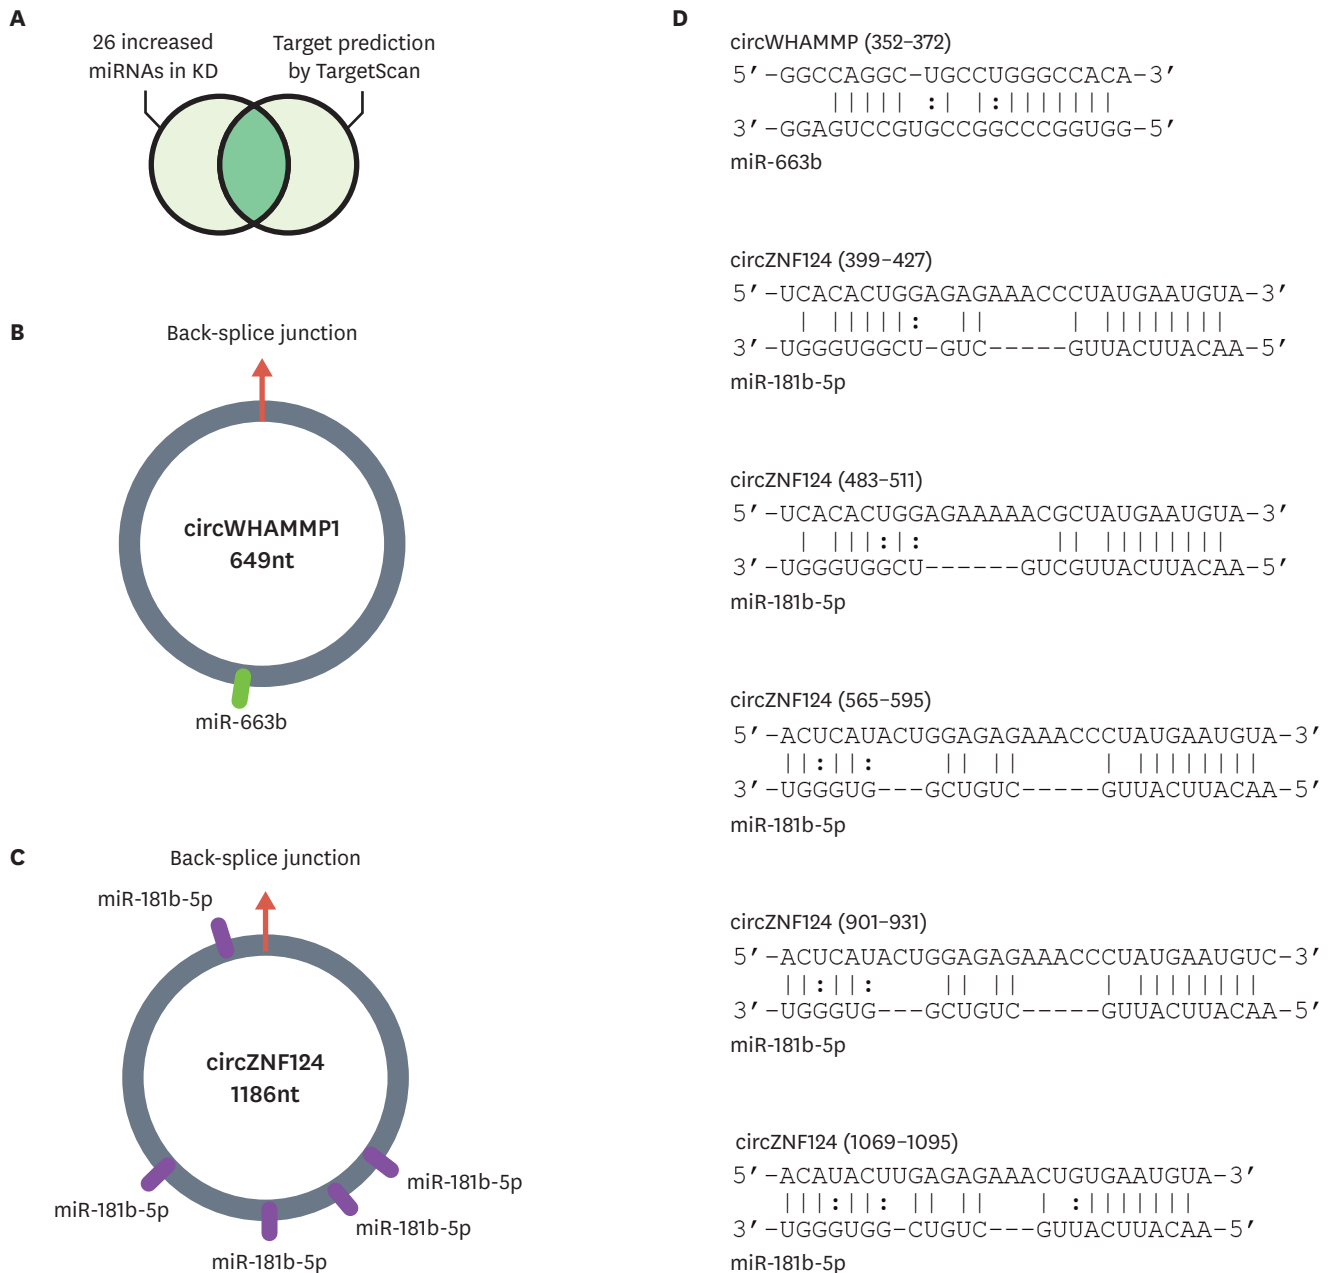 A
26 increased
miRNAs in KD
Target prediction
by TargetScan
B
Back-splice junction
circWHAMMP1
649nt
miR-663b
C
Back-splice junction
miR-181b-5p
circZNF124
1186nt
miR-181b-5p
miR-181b-5p
miR-181b-5p
miR-181b-5p
D
circWHAMMP (352–372)
5′-GGCCAGGC-UGCCUGGGCCACA-3′
||||| :| |:|||||||
3′-GGAGUCCGUGCCGGCCCGGUGG-5′
miR-663b
circZNF124 (399–427)
5′-UCACACUGGAGAGAAACCCUAUGAAUGUA-3′
| |||||: || | ||||||||
3′-UGGGUGGCU-GUC-----GUUACUUACAA-5′
miR-181b-5p
circZNF124 (483–511)
5′-UCACACUGGAGAAAAACGCUAUGAAUGUA-3′
| |||:|: || ||||||||
3′-UGGGUGGCU------GUCGUUACUUACAA-5′
miR-181b-5p
circZNF124 (565–595)
5′-ACUCAUACUGGAGAGAAACCCUAUGAAUGUA-3′
||:||: || || | ||||||||
3′-UGGGUG---GCUGUC-----GUUACUUACAA-5′
miR-181b-5p
circZNF124 (901–931)
5′-ACUCAUACUGGAGAGAAACCCUAUGAAUGUC-3′
||:||: || || | ||||||||
3′-UGGGUG---GCUGUC-----GUUACUUACAA-5′
miR-181b-5p
circZNF124 (1069–1095)
5′-ACAUACUUGAGAGAAACUGUGAAUGUA-3′
|||:||: || || | :|||||||
3′-UGGGUGG-CUGUC---GUUACUUACAA-5′
miR-181b-5p